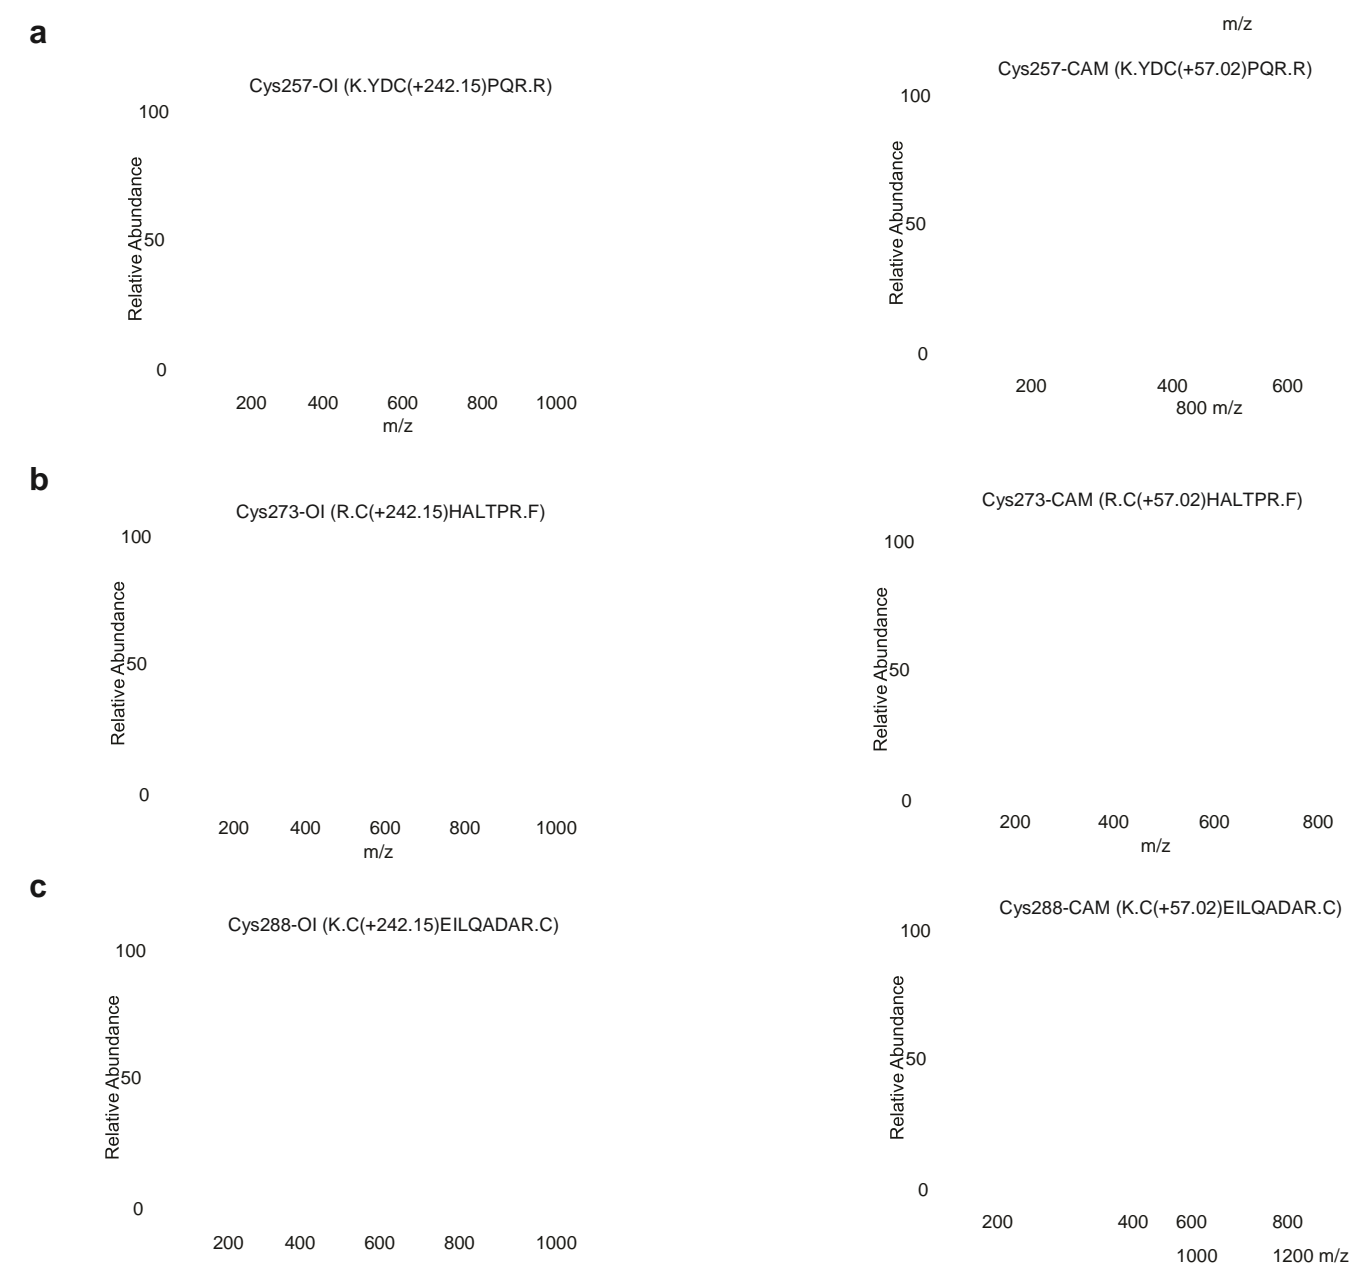 a
m/z
Cys257-OI (K.YDC(+242.15)PQR.R)
100
Relative Abundance
50
0
200 400 600 800 1000
m/z
Cys257-CAM (K.YDC(+57.02)PQR.R)
100
Relative Abundance
50
0
200 400 600
800 m/z
b
Cys273-OI (R.C(+242.15)HALTPR.F)
100
Relative Abundance
50
0
200 400 600 800 1000
m/z
Cys273-CAM (R.C(+57.02)HALTPR.F)
100
Relative Abundance
50
0
200 400 600 800
m/z
c
Cys288-OI (K.C(+242.15)EILQADAR.C)
100
Relative Abundance
50
0
200 400 600 800 1000
Cys288-CAM (K.C(+57.02)EILQADAR.C)
100
Relative Abundance
50
0
200 400 600 800
1000 1200 m/z